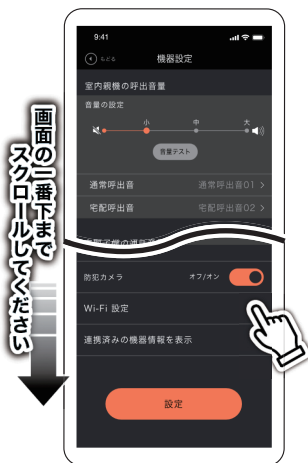 画面の一番下まで
スクロールしてください
9:41
もどる 機器設定
室内親機の呼出音量
音量の設定
小 中 大
音量テスト
通常呼出音 通常呼出音01 >
宅配呼出音 宅配呼出音02 >
防犯カメラ オフ/オン
Wi-Fi 設定
連携済みの機器情報を表示
設定